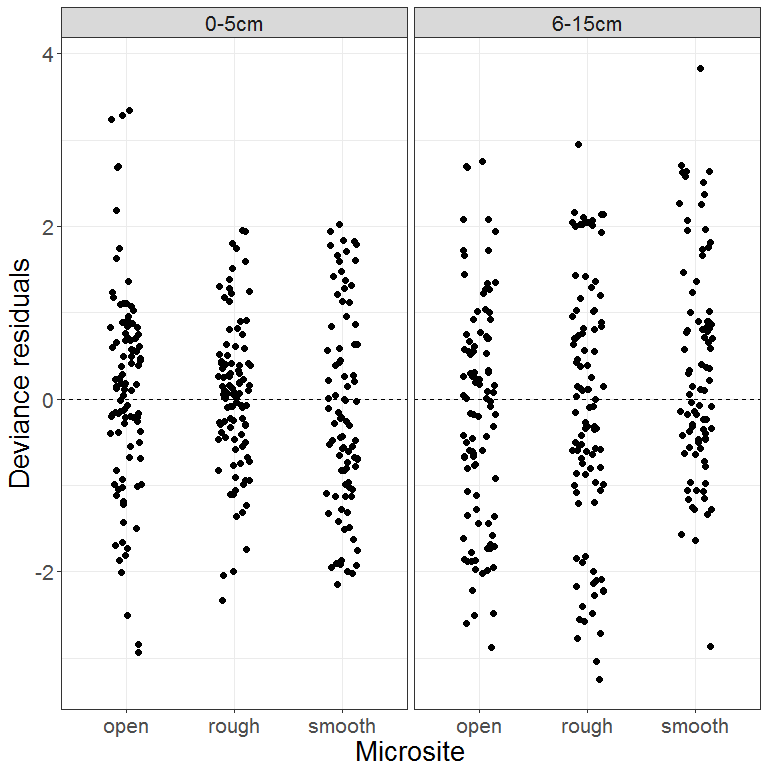 0-5cm 6-15cm
4
2
0
-2
Deviance residuals
open rough smooth open rough smooth
Microsite